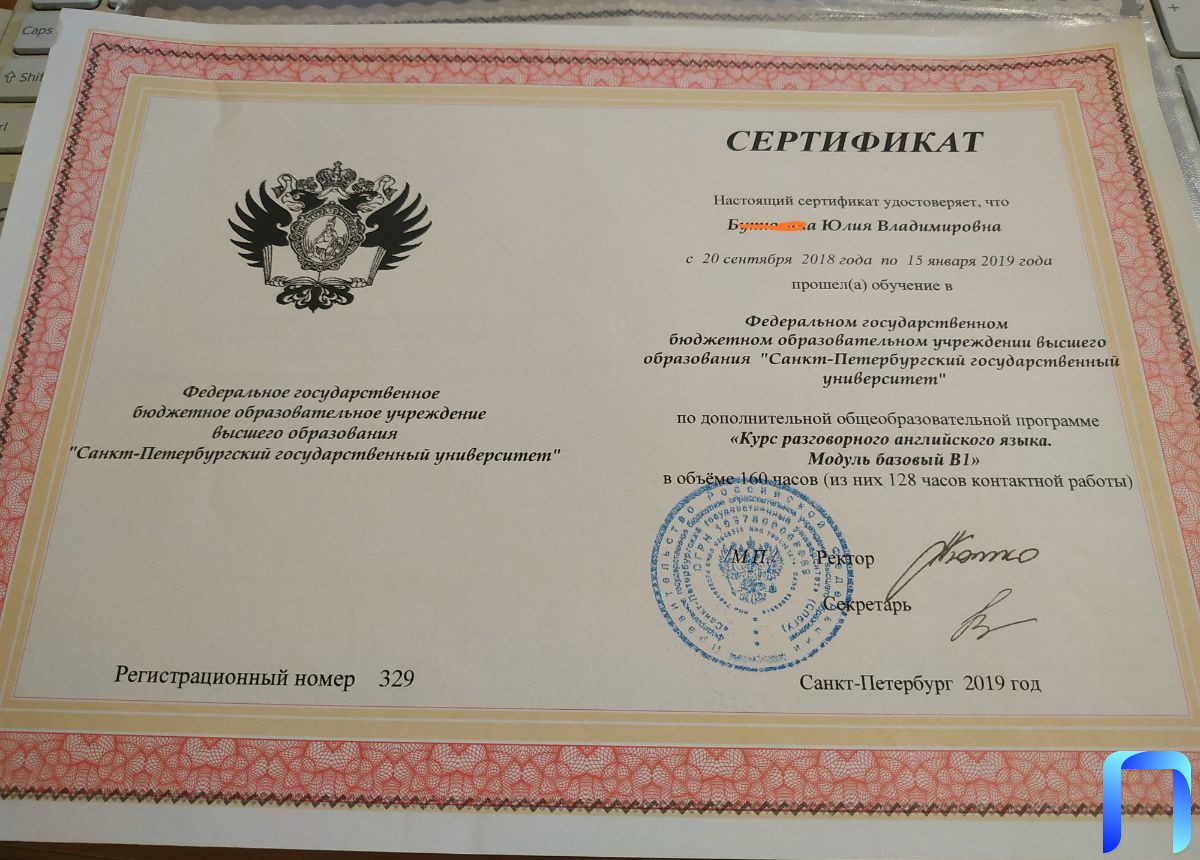 Caps
Shift
СЕРТИФИКАТ
Настоящий сертификат удостоверяет, что
Юлия Владимировна
с 20 сентября 2018 года по 15 января 2019 года
прошел(а) обучение в
Федеральном государственном
бюджетном образовательном учреждении высшего
образования "Санкт-Петербургский государственный
университет"
по дополнительной общеобразовательной программе
«Курс разговорного английского языка.
Модуль базовый В1»
в объёме 160 часов (из них 128 часов контактной работы)
М.П. Ректор
Секретарь
Санкт-Петербург 2019 год
Федеральное государственное
бюджетное образовательное учреждение
высшего образования
"Санкт-Петербургский государственный университет"
Регистрационный номер 329